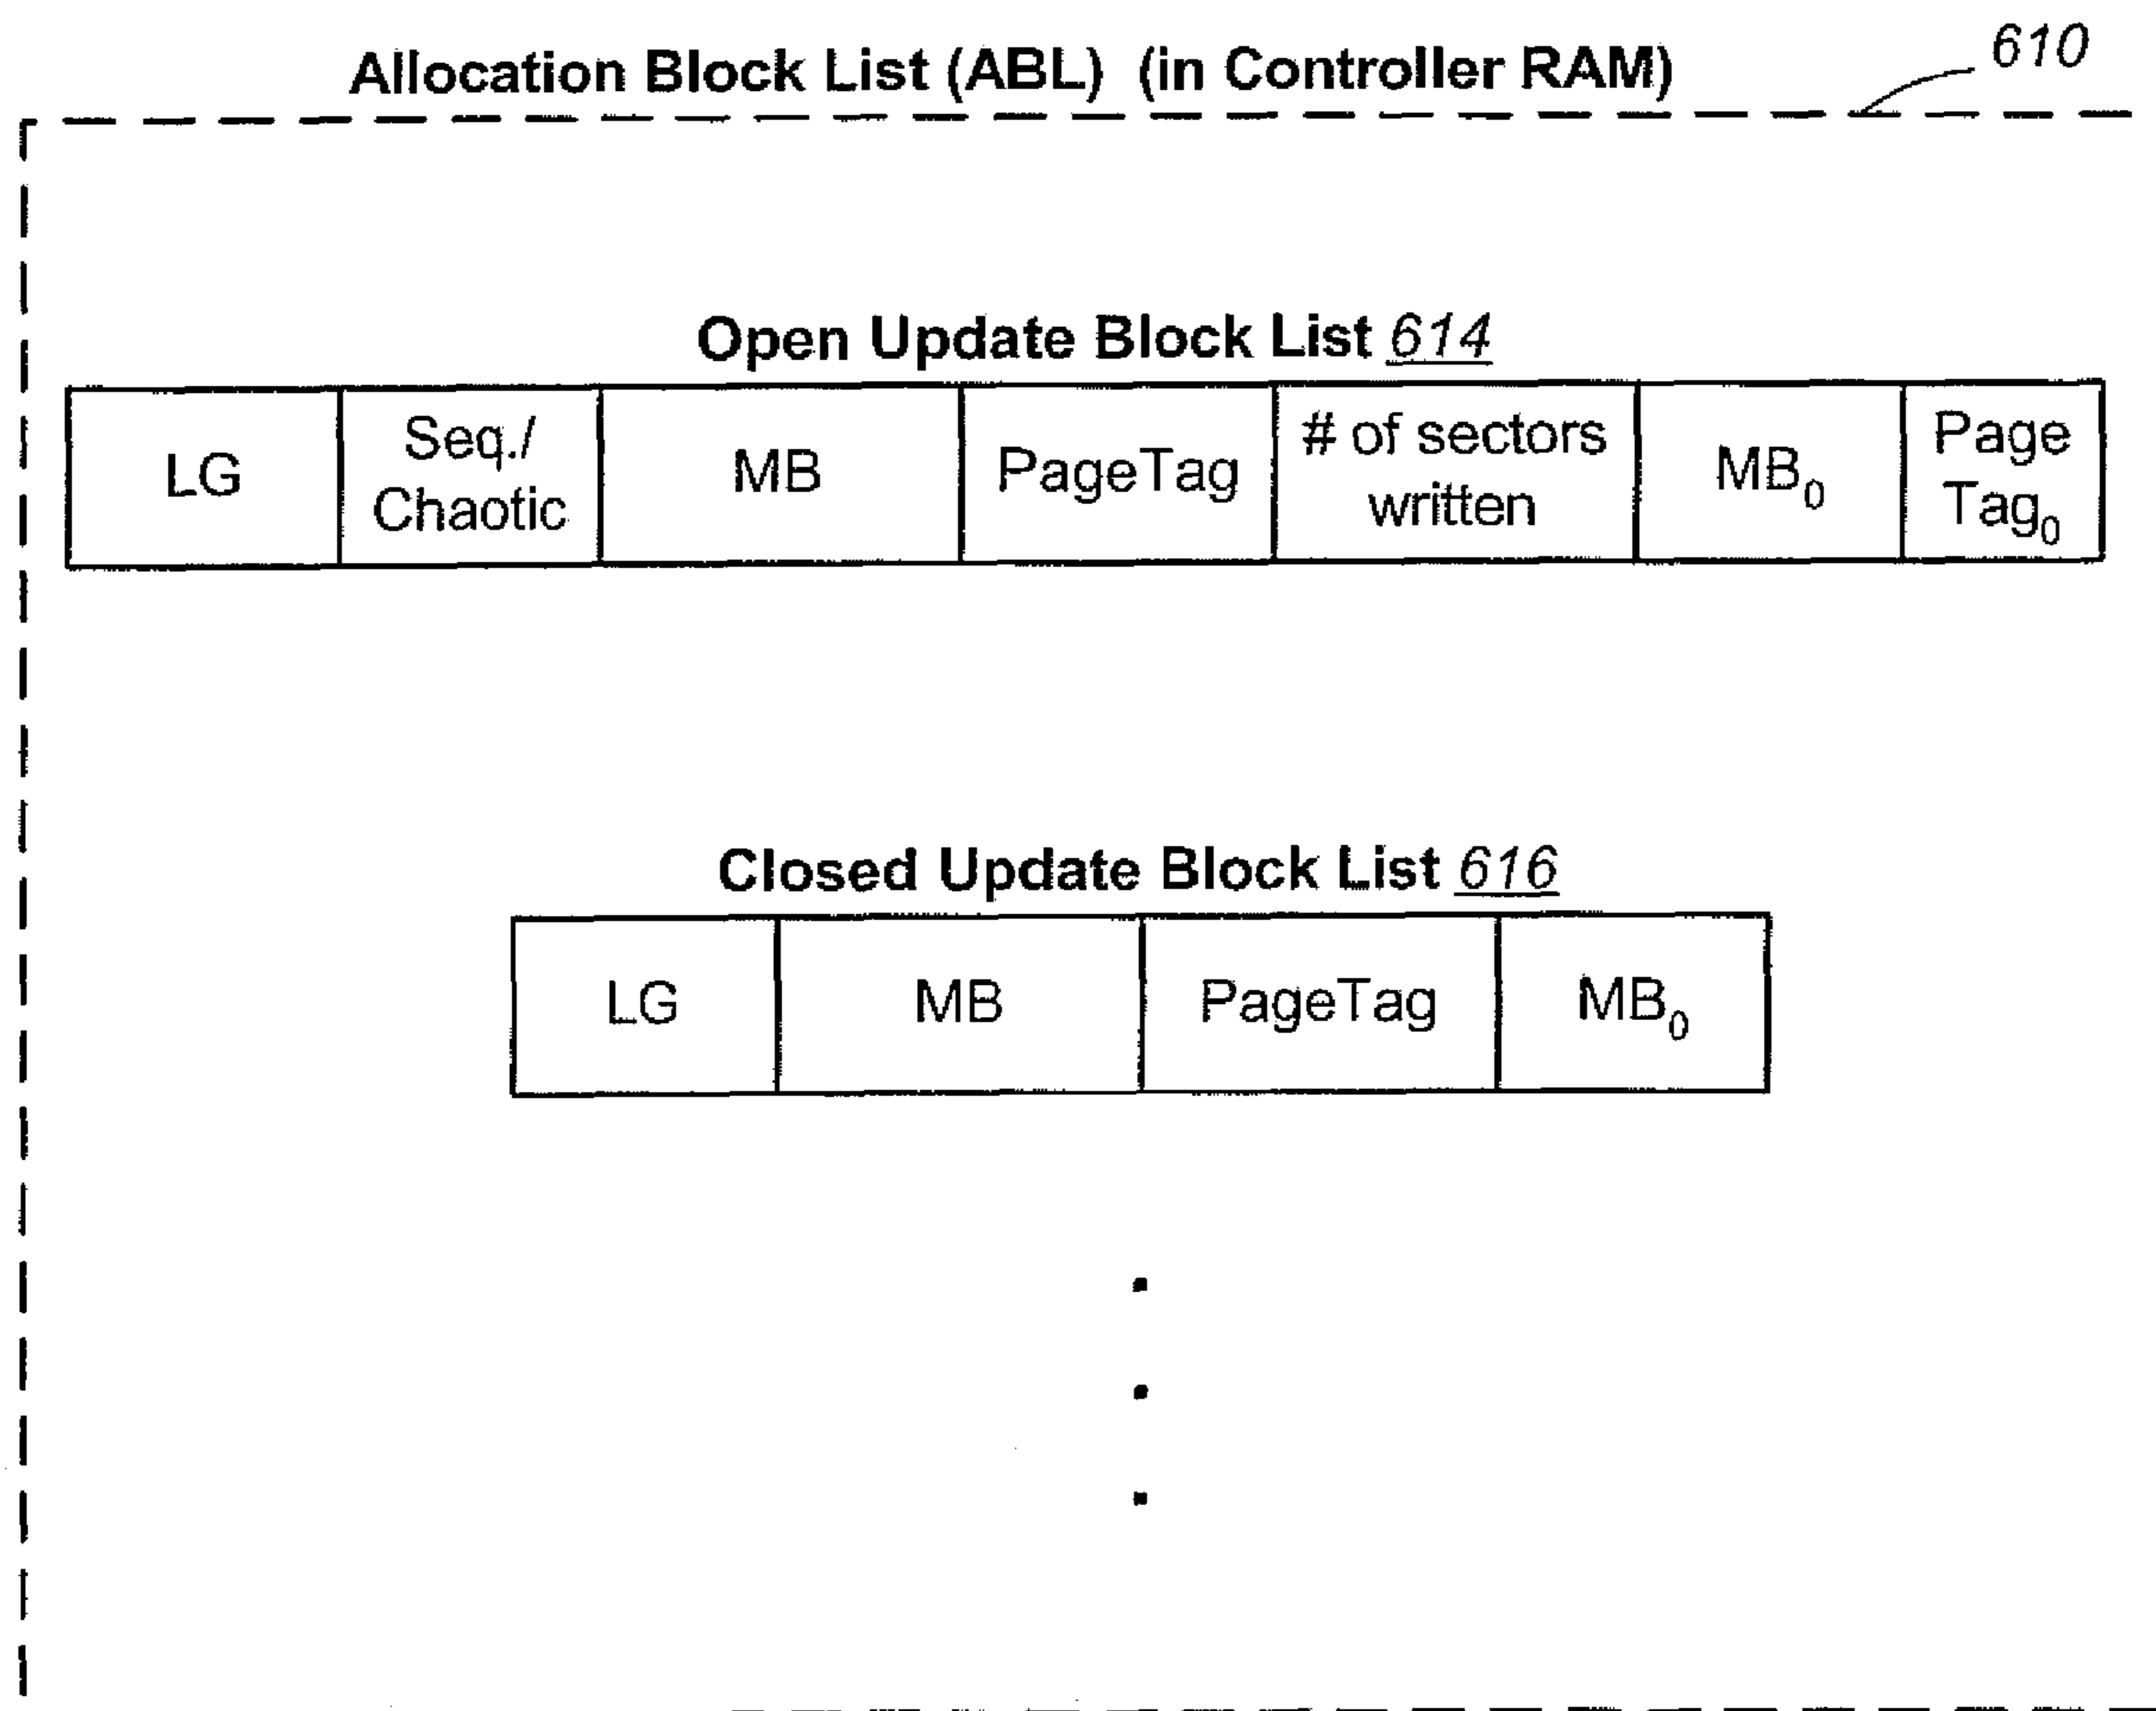 Allocation Block List (ABL) (in Controller RAM)
610
Open Update Block List 614
LG
Seq./
Chaotic
MB
PageTag
# of sectors
written
MB₀
Page
Tag₀
Closed Update Block List 616
LG
MB
PageTag
MB₀